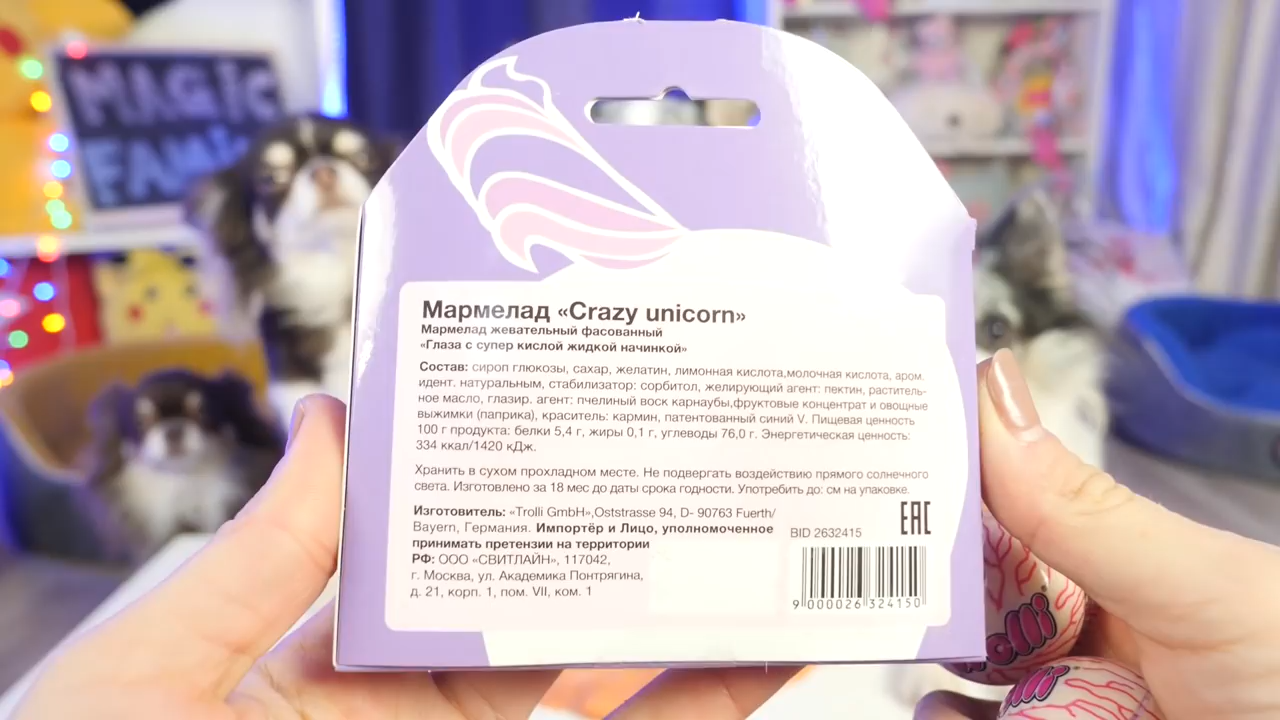 MAGIC
FAMI
Мармелад «Crazy unicorn»
Мармелад жевательный фасованный
«Глаза с супер кислой жидкой начинкой»
Состав: сироп глюкозы, сахар, желатин, лимонная кислота,молочная кислота, аром.
идент. натуральным, стабилизатор: сорбитол, желирующий агент: пектин, раститель-
ное масло, глазир. агент: пчелиный воск карнаубы,фруктовые концентрат и овощные
выжимки (паприка), краситель: кармин, патентованный синий V. Пищевая ценность
100 г продукта: белки 5,4 г, жиры 0,1 г, углеводы 76,0 г. Энергетическая ценность:
334 ккал/1420 кДж.
Хранить в сухом прохладном месте. Не подвергать воздействию прямого солнечного
света. Изготовлено за 18 мес до даты срока годности. Употребить до: см на упаковке.
Изготовитель: «Trolli GmbH»,Oststrasse 94, D- 90763 Fuerth/
Bayern, Германия. Импортёр и Лицо, уполномоченное
принимать претензии на территории
РФ: ООО «СВИТЛАЙН», 117042,
г. Москва, ул. Академика Понтрягина,
д. 21, корп. 1, пом. VII, ком. 1
EAC
BID 2632415
9 000026 324150
rolli